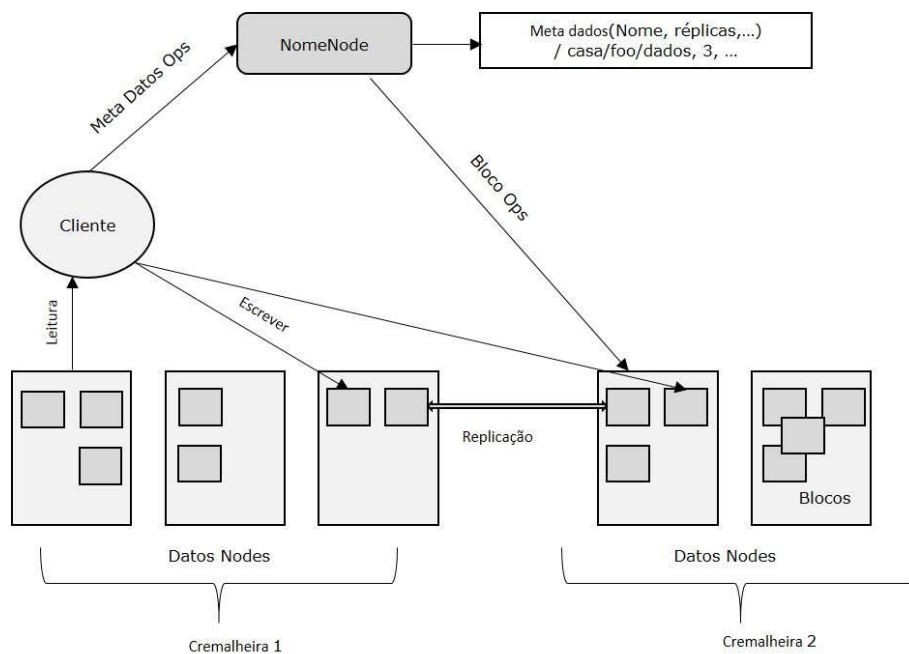 NomeNode
Meta dados(Nome, réplicas,...)
/ casa/foo/dados, 3, ...
Meta Datos Ops
Bloco Ops
Cliente
Leitura
Escrever
Replicação
Blocos
Datos Nodes
Datos Nodes
Cremalheira 1
Cremalheira 2